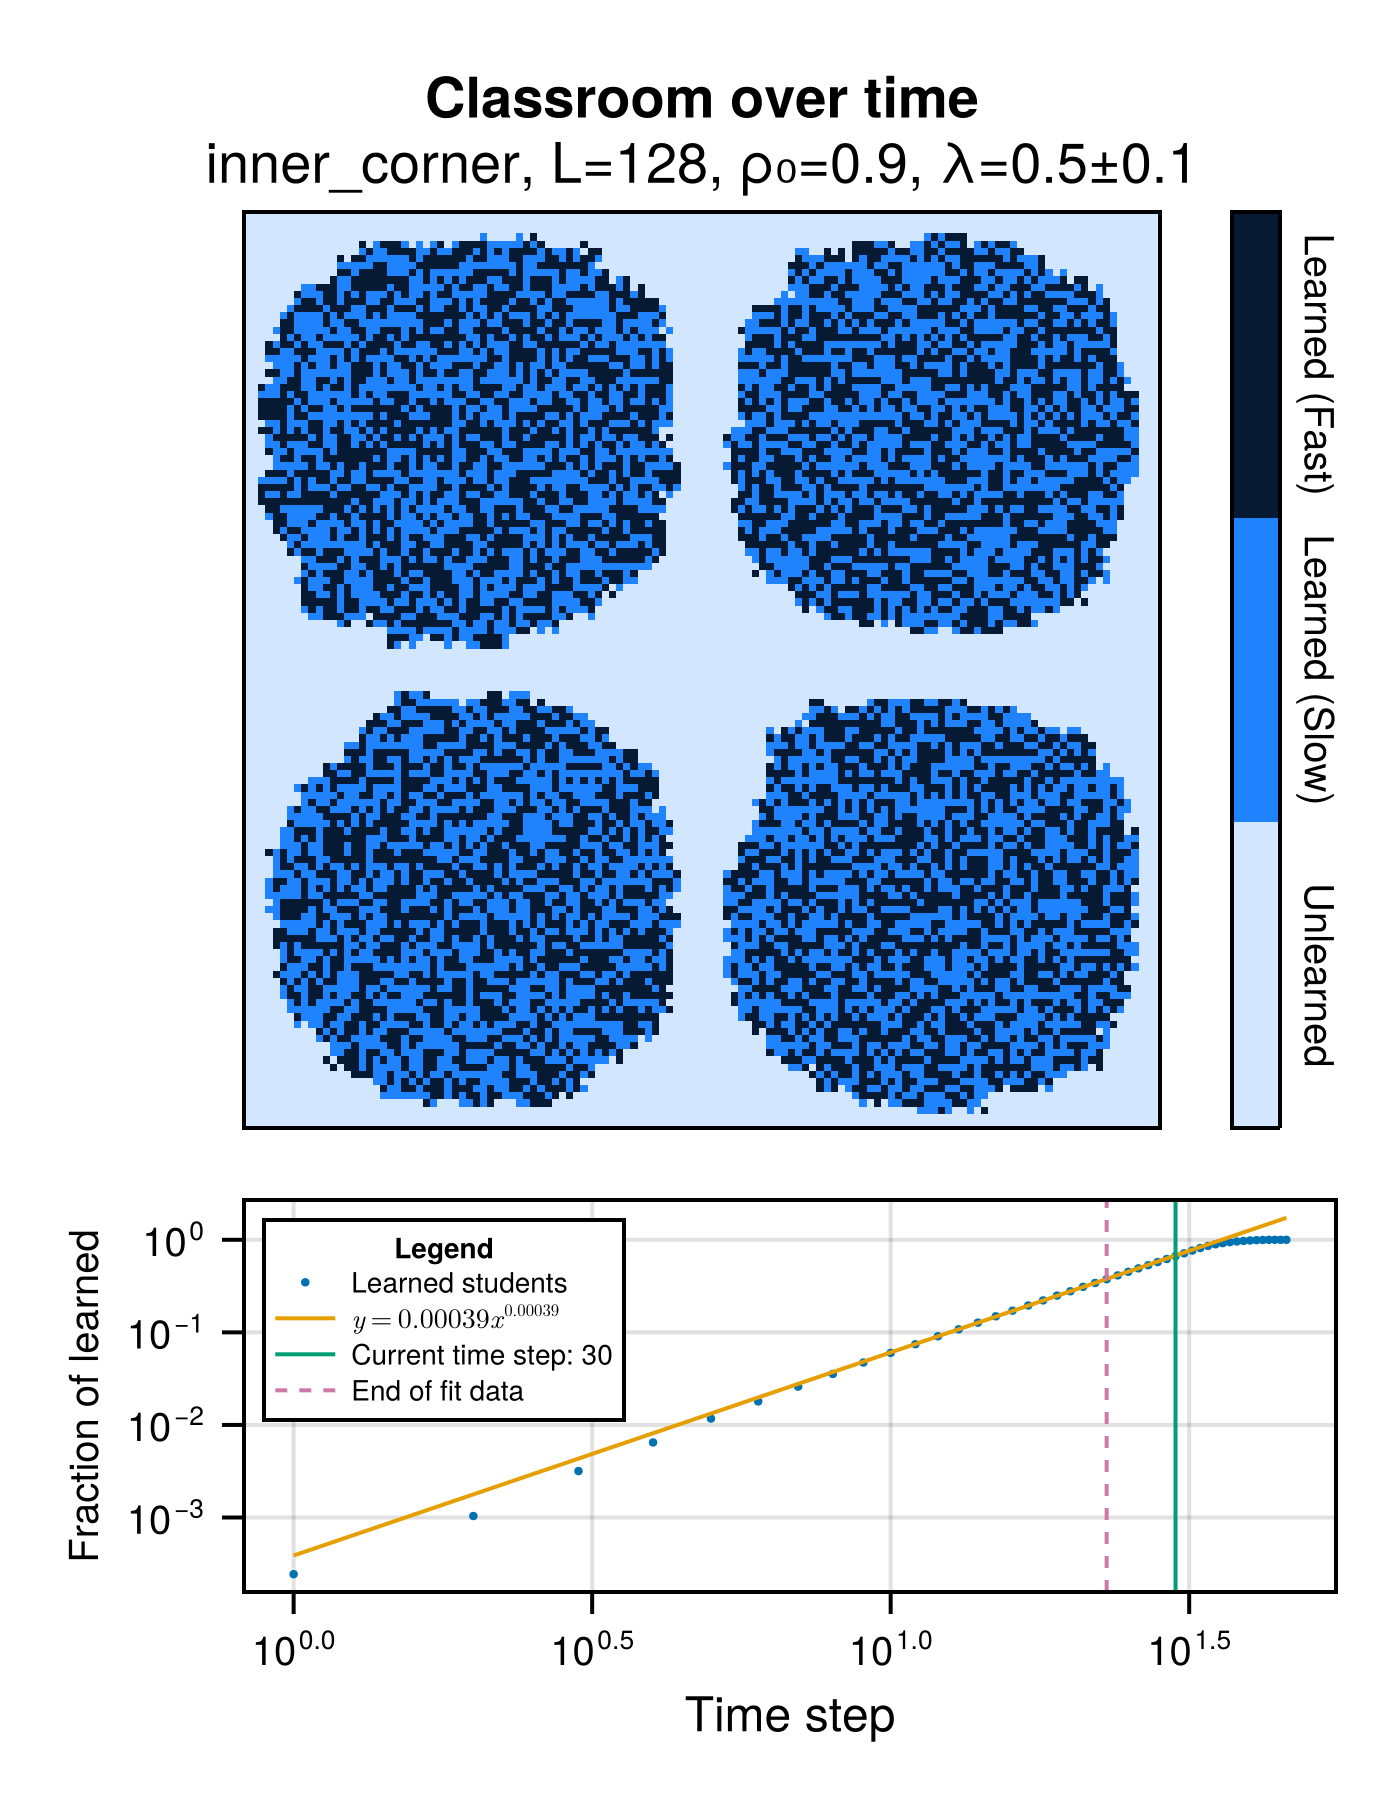 Classroom over time
inner_corner, L=128, ρ₀=0.9, λ=0.5±0.1
Learned (Fast)
Learned (Slow)
Unlearned
Fraction of learned
10⁰
10⁻¹
10⁻²
10⁻³
Legend
Learned students
y = 0.00039x^0.00039
Current time step: 30
End of fit data
10^0.0
10^0.5
10^1.0
10^1.5
Time step